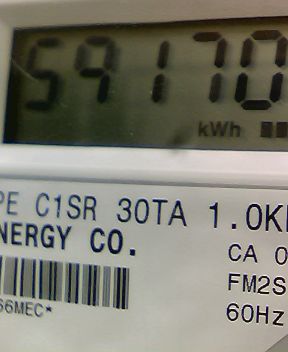 59170
kWh
PE C1SR 30TA 1.0K
NERGY CO.
CA 0
FM2S
66MEC*
60Hz